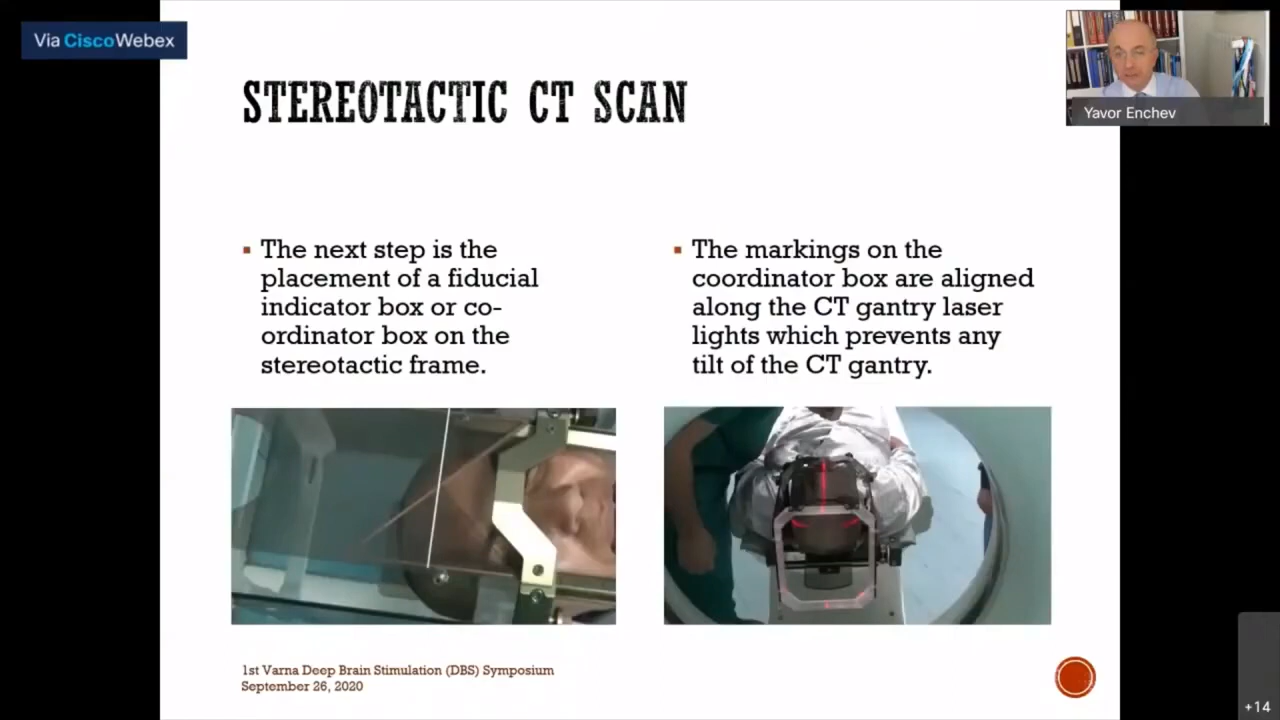 Via Cisco Webex
Yavor Enchev
STEREOTACTIC CT SCAN
▪ The next step is the
placement of a fiducial
indicator box or co-
ordinator box on the
stereotactic frame.
▪ The markings on the
coordinator box are aligned
along the CT gantry laser
lights which prevents any
tilt of the CT gantry.
1st Varna Deep Brain Stimulation (DBS) Symposium
September 26, 2020
+14